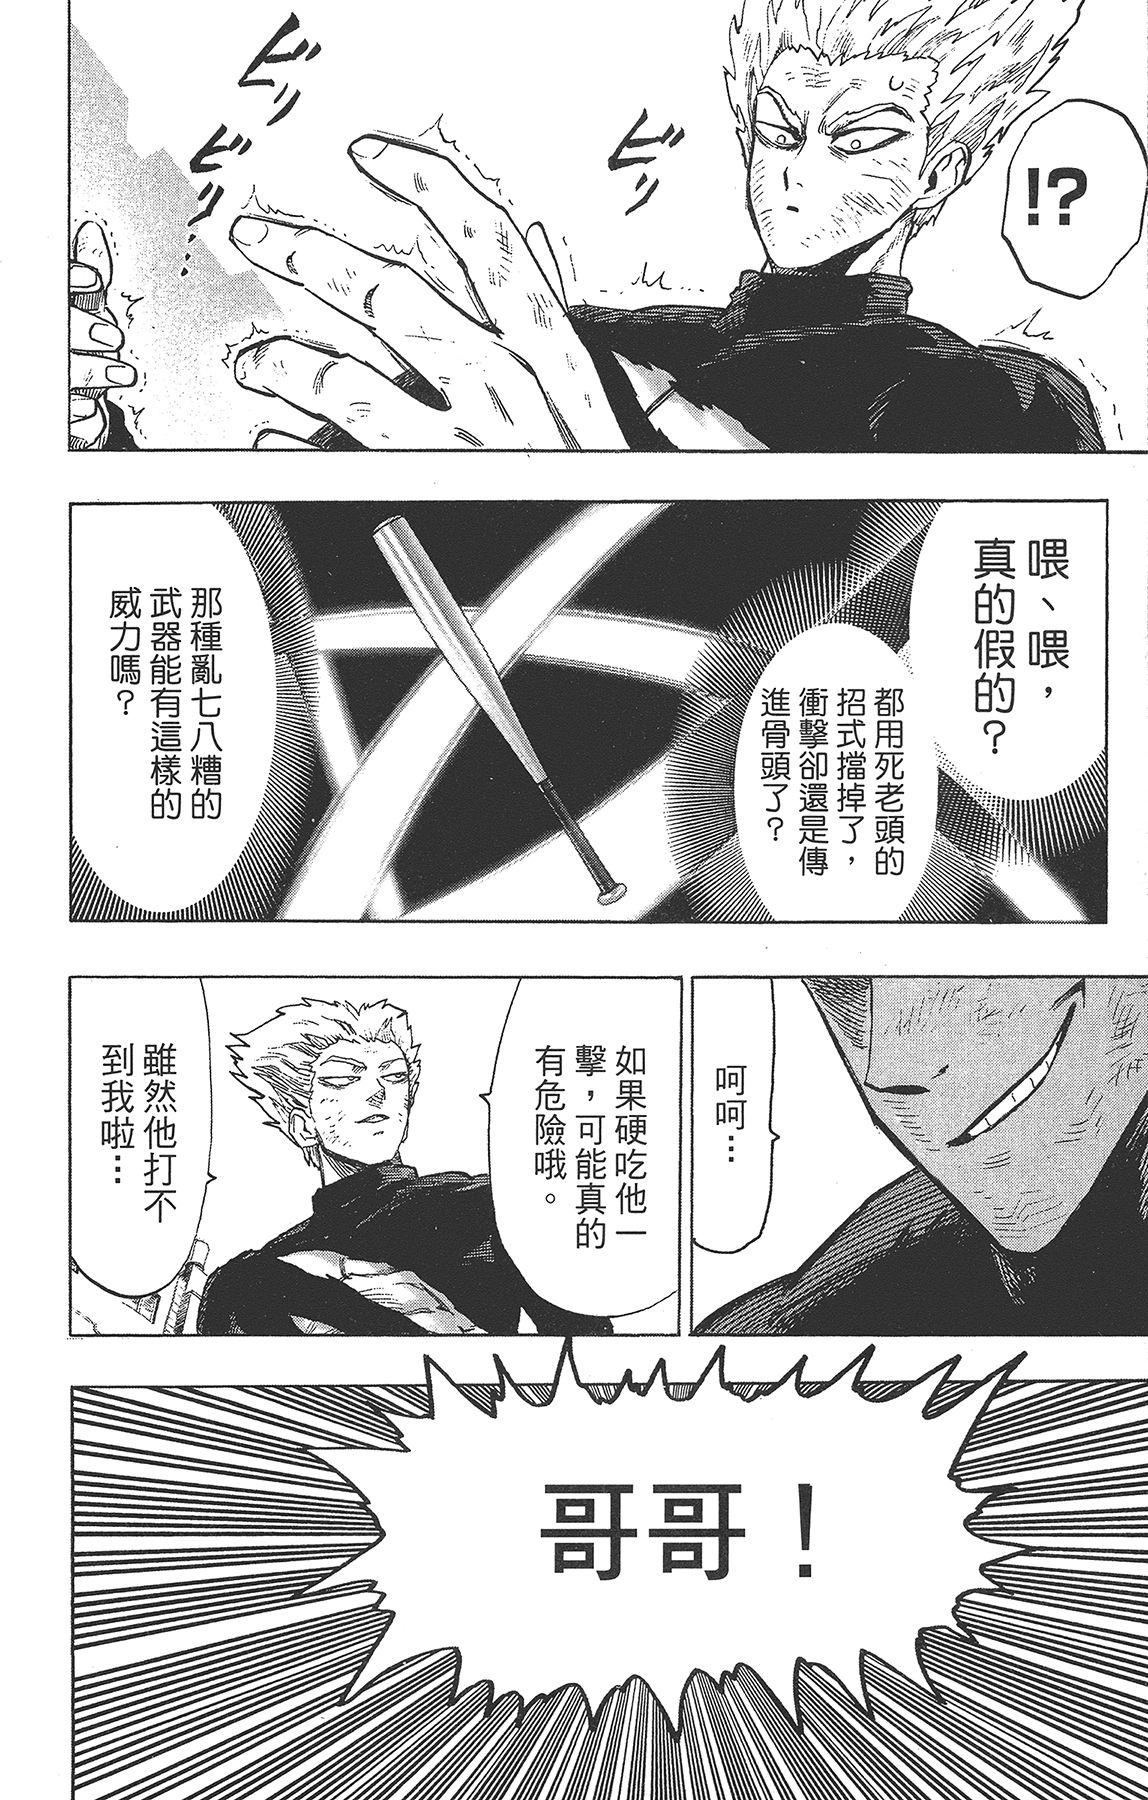 !?
ビリ
ビリ
ビリ…
喂、喂，
真的假的？
都用死老頭的
招式擋掉了，
衝擊卻還是傳
進骨頭了？
那種亂七八糟的
武器能有這樣的
威力嗎？
呵呵…
如果硬吃他一
擊，可能真的
有危險哦。
雖然他打不
到我啦…
哥哥！